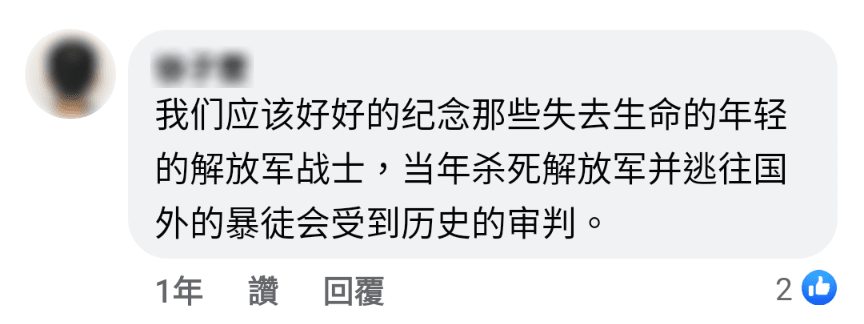 我们应该好好的纪念那些失去生命的年轻
的解放军战士，当年杀死解放军并逃往国
外的暴徒会受到历史的审判。
1年 讚 回覆 2